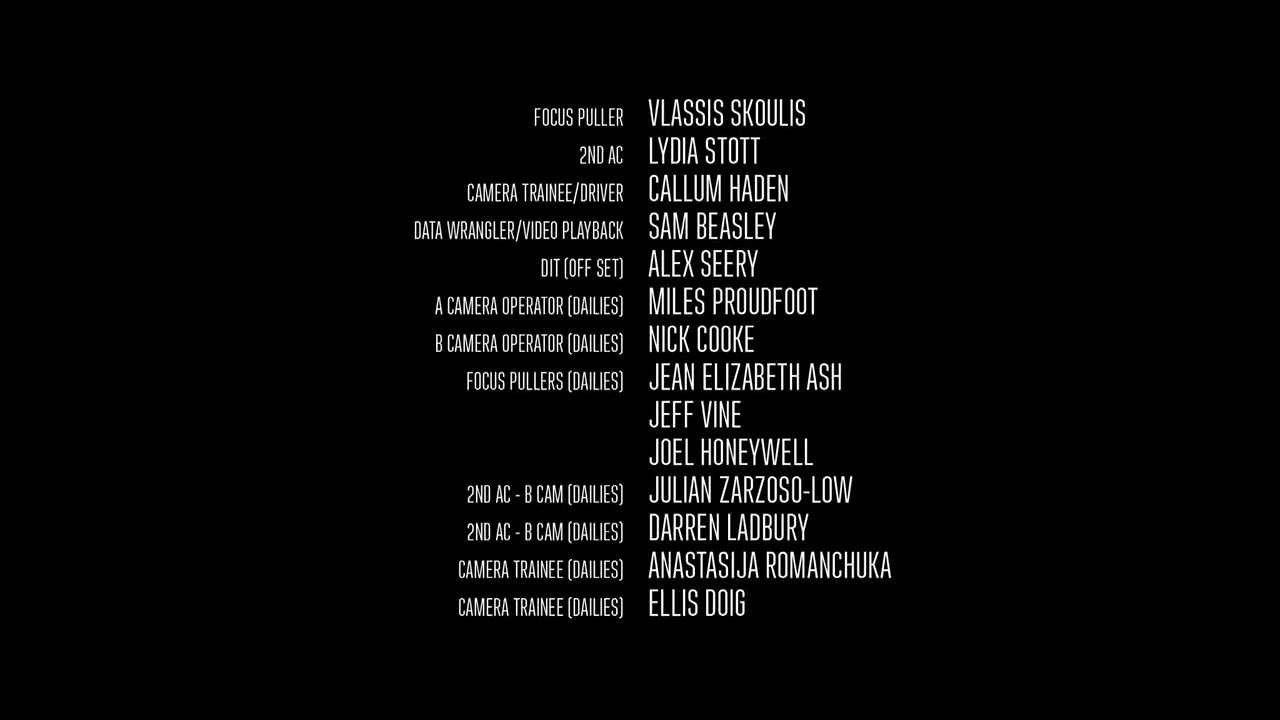 FOCUS PULLER VLASSIS SKOULIS
2ND AC LYDIA STOTT
CAMERA TRAINEE/DRIVER CALLUM HADEN
DATA WRANGLER/VIDEO PLAYBACK SAM BEASLEY
DIT (OFF SET) ALEX SEERY
A CAMERA OPERATOR (DAILIES) MILES PROUDFOOT
B CAMERA OPERATOR (DAILIES) NICK COOKE
FOCUS PULLERS (DAILIES) JEAN ELIZABETH ASH
JEFF VINE
JOEL HONEYWELL
2ND AC - B CAM (DAILIES) JULIAN ZARZOSO-LOW
2ND AC - B CAM (DAILIES) DARREN LADBURY
CAMERA TRAINEE (DAILIES) ANASTASIJA ROMANCHUKA
CAMERA TRAINEE (DAILIES) ELLIS DOIG